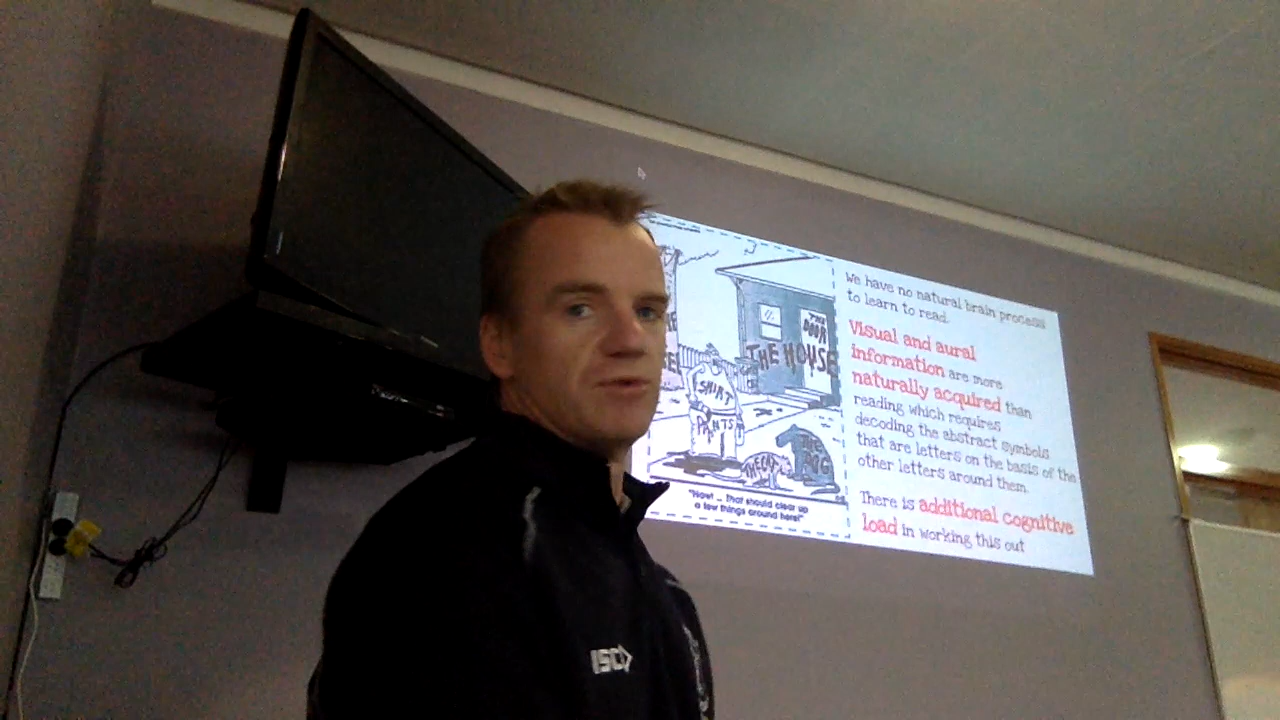 THE
DOOR
THE HOUSE
SHIRT
PANTS
THE CAT
THE
DOG
"Now! ... That should clear up
a few things around here!"
We have no natural brain process
to learn to read.
Visual and aural
information are more
naturally acquired than
reading which requires
decoding the abstract symbols
that are letters on the basis of the
other letters around them.
There is additional cognitive
load in working this out
ISC